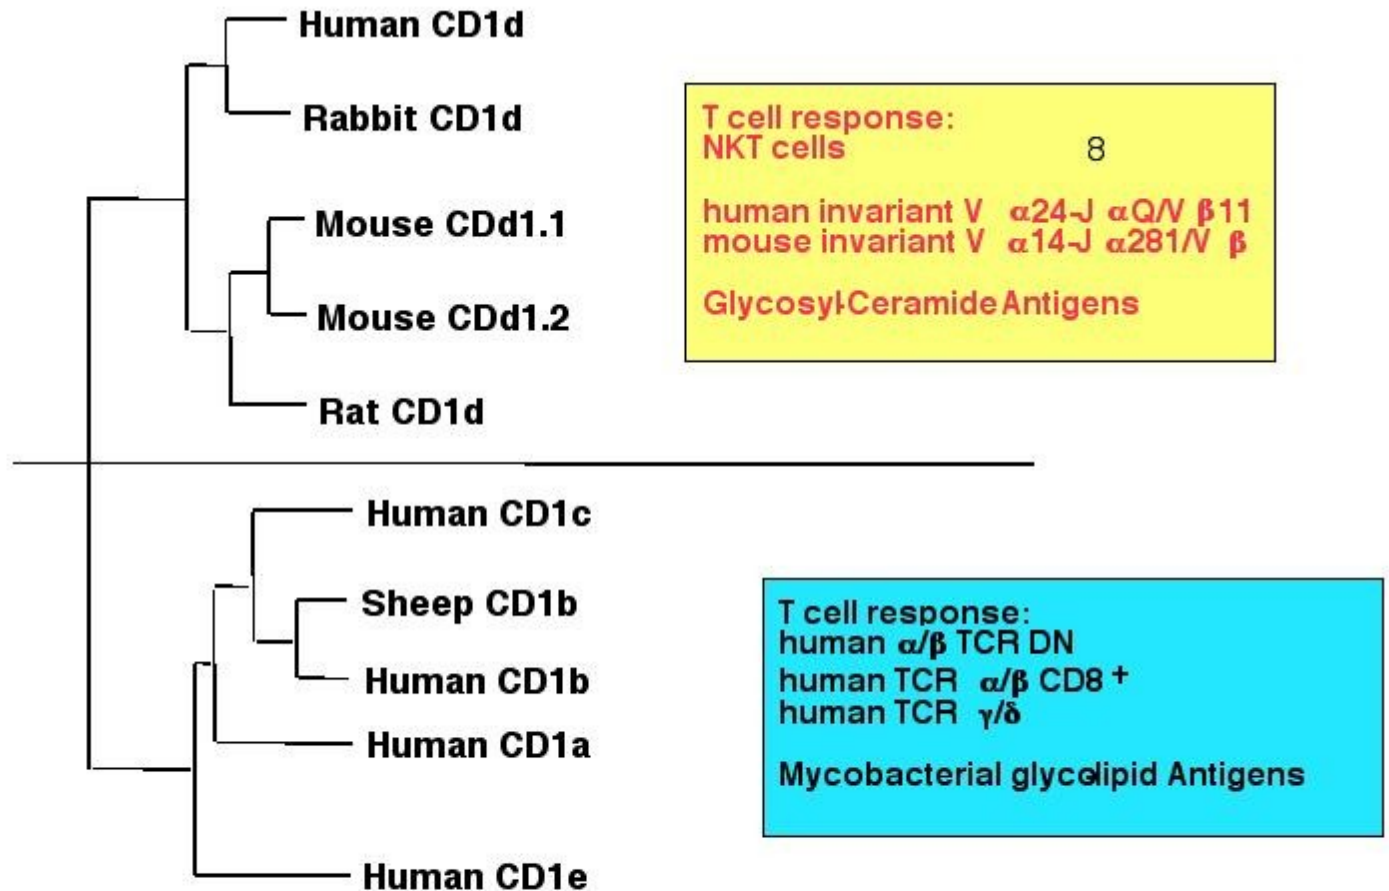 Human CD1d
Rabbit CD1d
Mouse CDd1.1
Mouse CDd1.2
Rat CD1d
T cell response:
NKT cells 8
human invariant V α24-J αQ/V β11
mouse invariant V α14-J α281/V β
Glycosyl-Ceramide Antigens
Human CD1c
Sheep CD1b
Human CD1b
Human CD1a
Human CD1e
T cell response:
human α/β TCR DN
human TCR α/β CD8 +
human TCR γ/δ
Mycobacterial glycolipid Antigens